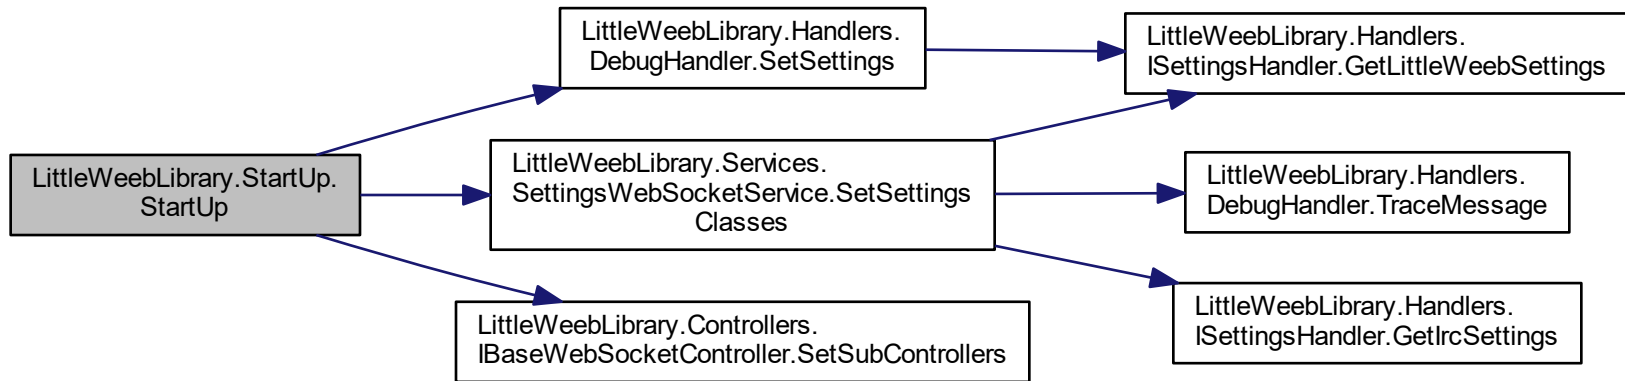 LittleWeebLibrary.StartUp.
StartUp
LittleWeebLibrary.Handlers.
DebugHandler.SetSettings
LittleWeebLibrary.Services.
SettingsWebSocketService.SetSettings
Classes
LittleWeebLibrary.Controllers.
IBaseWebSocketController.SetSubControllers
LittleWeebLibrary.Handlers.
ISettingsHandler.GetLittleWeebSettings
LittleWeebLibrary.Handlers.
DebugHandler.TraceMessage
LittleWeebLibrary.Handlers.
ISettingsHandler.GetIrcSettings